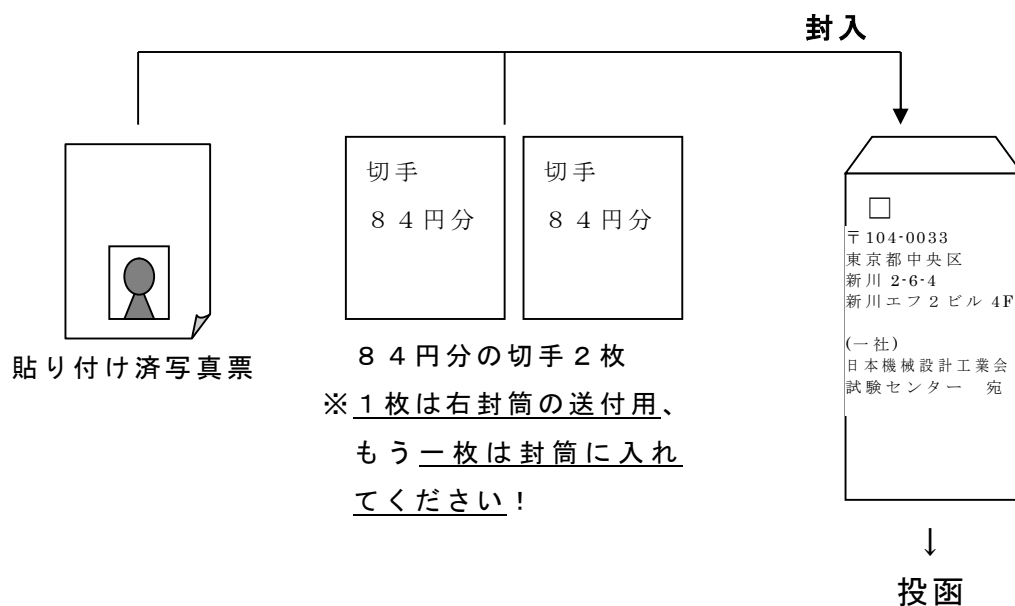 封入
切手
８４円分
切手
８４円分
〒104-0033
東京都中央区
新川 2-6-4
新川エフ２ビル 4F
(一社)
日本機械設計工業会
試験センター　宛
貼り付け済写真票
８４円分の切手２枚
※１枚は右封筒の送付用、
もう一枚は封筒に入れ
てください！
↓
投函